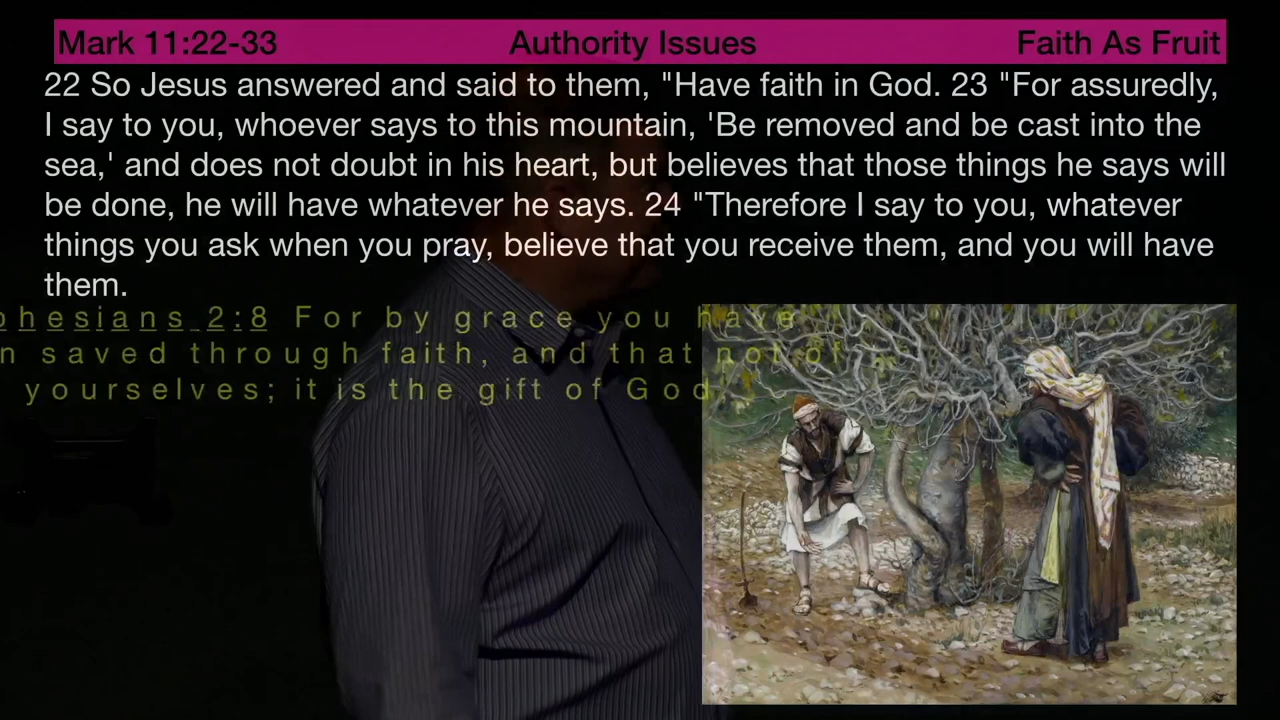 Mark 11:22-33 Authority Issues Faith As Fruit
22 So Jesus answered and said to them, "Have faith in God. 23 "For assuredly,
I say to you, whoever says to this mountain, 'Be removed and be cast into the
sea,' and does not doubt in his heart, but believes that those things he says will
be done, he will have whatever he says. 24 "Therefore I say to you, whatever
things you ask when you pray, believe that you receive them, and you will have
them.
phesians 2:8 For by grace you have
n saved through faith, and that not of
yourselves; it is the gift of God,